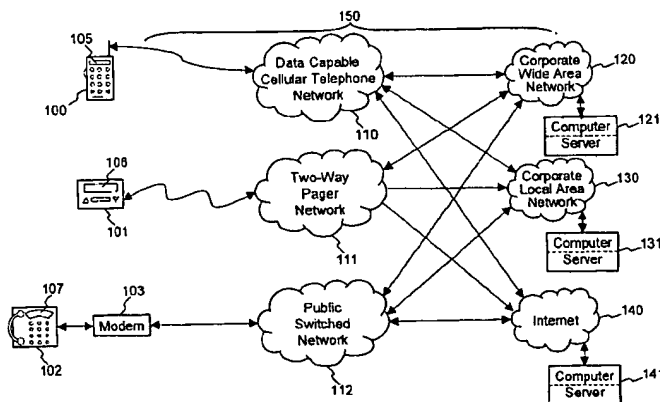 150
105
100
Data Capable
Cellular Telephone
Network
110
Corporate
Wide Area
Network
120
Computer
Server
121
106
101
Two-Way
Pager
Network
111
Corporate
Local Area
Network
130
Computer
Server
131
107
102
103
Modem
Public
Switched
Network
112
Internet
140
Computer
Server
141